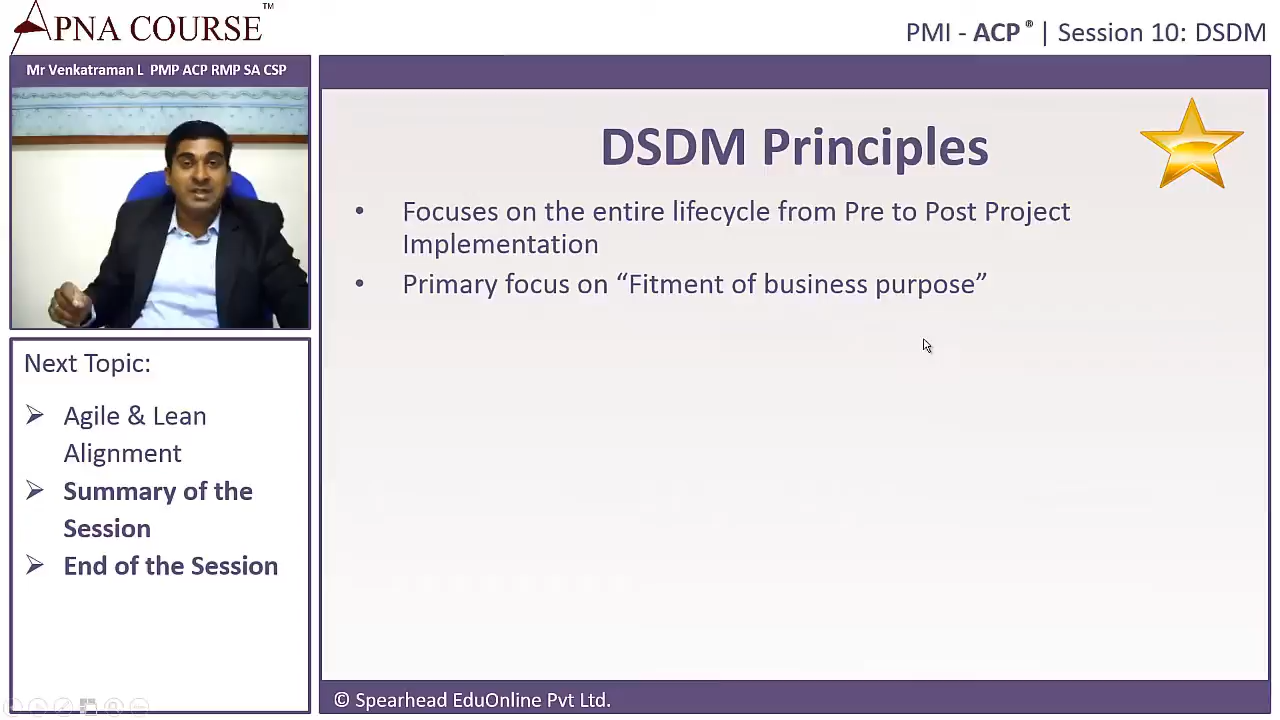 APNA COURSE™
PMI - ACP® | Session 10: DSDM
Mr Venkatraman L PMP ACP RMP SA CSP
DSDM Principles
• Focuses on the entire lifecycle from Pre to Post Project
Implementation
• Primary focus on “Fitment of business purpose”
Next Topic:
Agile & Lean
Alignment
Summary of the
Session
End of the Session
© Spearhead EduOnline Pvt Ltd.